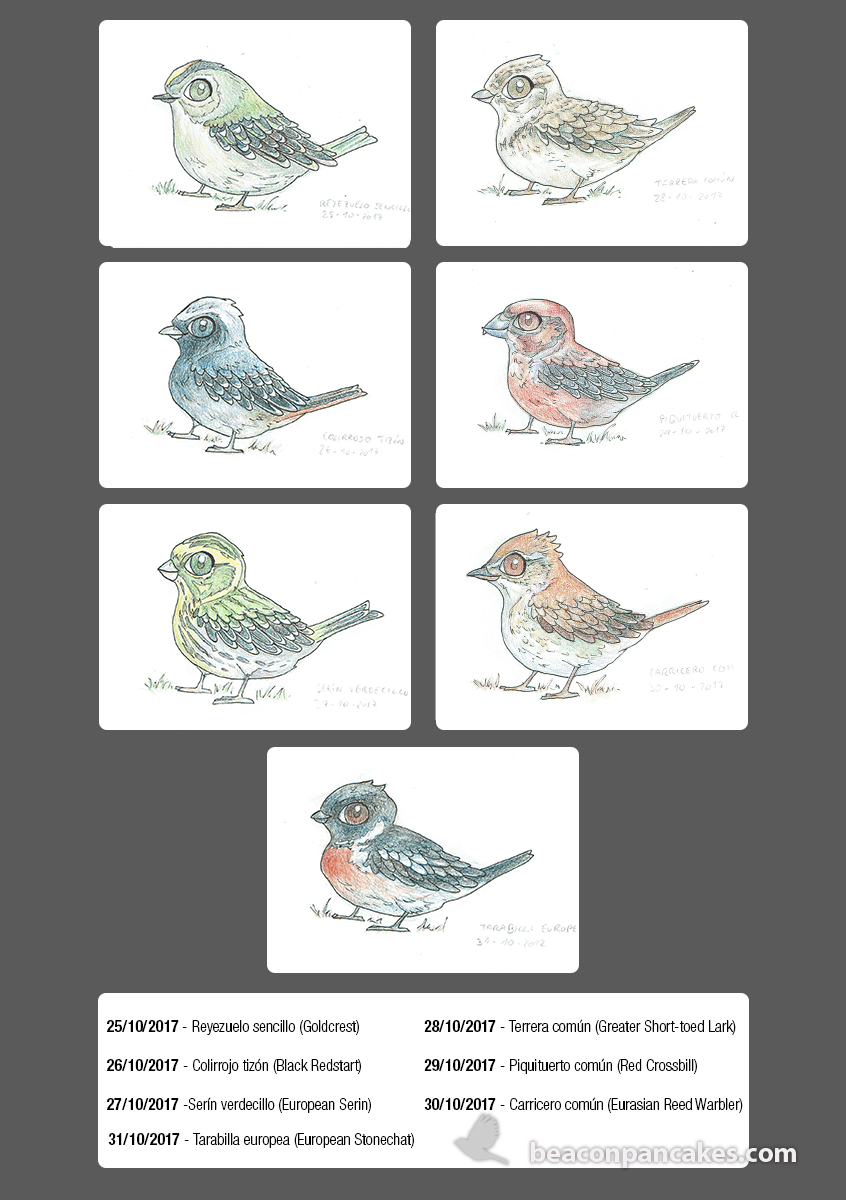 REYEZUELO SENCILLO
25-10-2017
TERRERA COMÚN
28-10-2017
COLIRROJO TIZÓN
26-10-2017
PIQUITUERTO
29-10-2017
SERÍN VERDECILLO
27-10-2017
CARRICERO COM
30-10-2017
TARABILLA EUROPE
31-10-2017
25/10/2017 - Reyezuelo sencillo (Goldcrest)
28/10/2017 - Terrera común (Greater Short-toed Lark)
26/10/2017 - Colirrojo tizón (Black Redstart)
29/10/2017 - Piquituerto común (Red Crossbill)
27/10/2017 -Serín verdecillo (European Serin)
30/10/2017 - Carricero común (Eurasian Reed Warbler)
31/10/2017 - Tarabilla europea (European Stonechat)
beaconpancakes.com